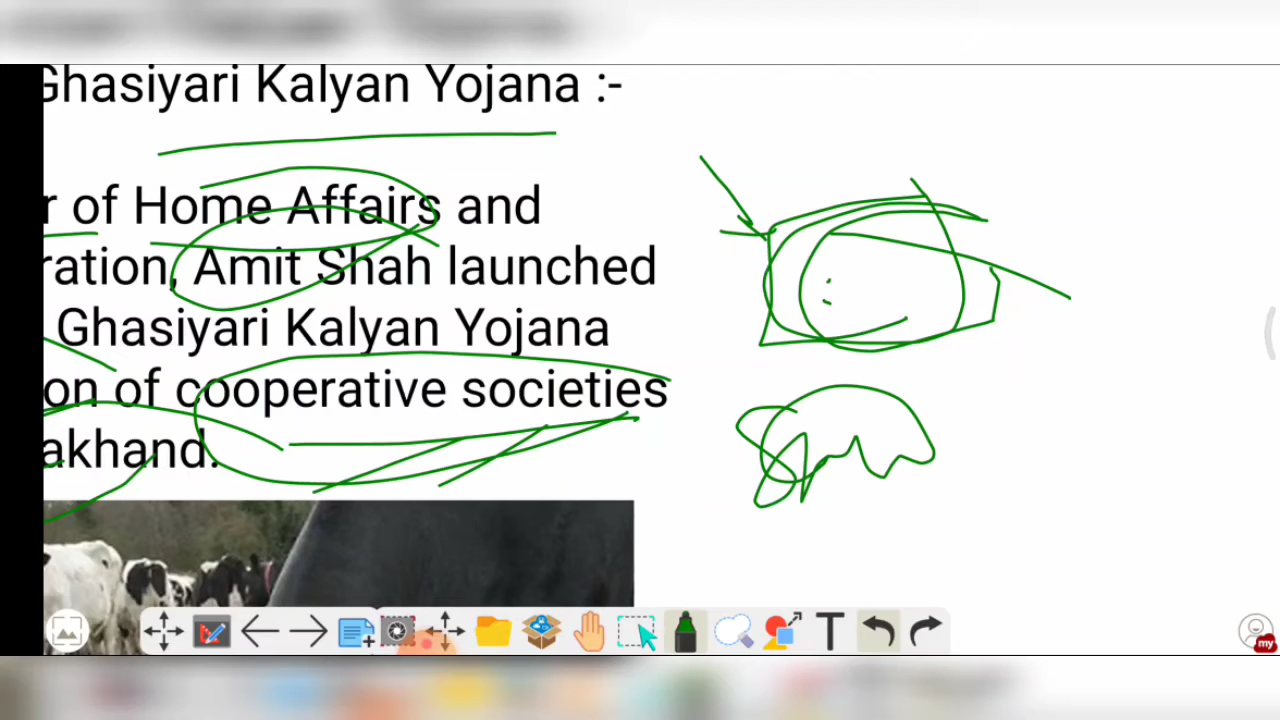 Ghasiyari Kalyan Yojana :-
r of Home Affairs and
ration, Amit Shah launched
Ghasiyari Kalyan Yojana
on of cooperative societies
akhand.
T
my